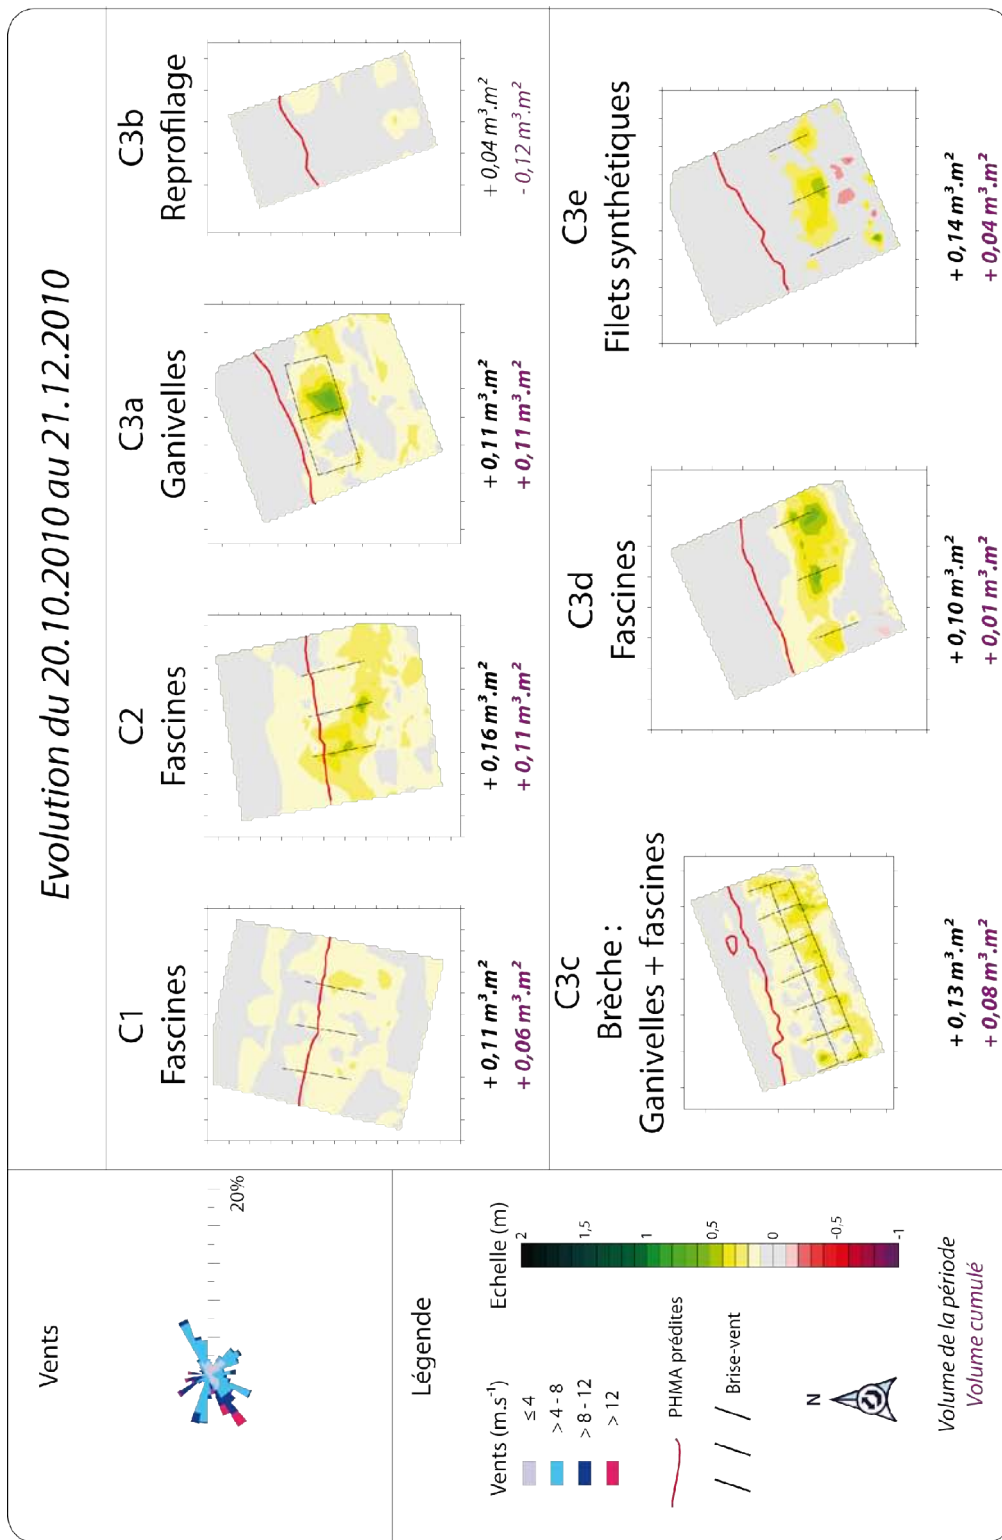 Evolution du 20.10.2010 au 21.12.2010
Vents
20%
C1
Fascines
+ 0,11 m³.m²
+ 0,06 m³.m²
C2
Fascines
+ 0,16 m³.m²
+ 0,11 m³.m²
C3a
Ganivelles
+ 0,11 m³.m²
+ 0,11 m³.m²
C3b
Reprofilage
+ 0,04 m³.m²
- 0,12 m³.m²
Légende
Vents (m.s⁻¹)
≤ 4
> 4 - 8
> 8 - 12
> 12
PHMA prédites
Brise-vent
N
Echelle (m)
2
1,5
1
0,5
0
-0.5
-1
Volume de la période
Volume cumulé
C3c
Brèche :
Ganivelles + fascines
+ 0,13 m³.m²
+ 0,08 m³.m²
C3d
Fascines
+ 0,10 m³.m²
+ 0,01 m³.m²
C3e
Filets synthétiques
+ 0,14 m³.m²
+ 0,04 m³.m²